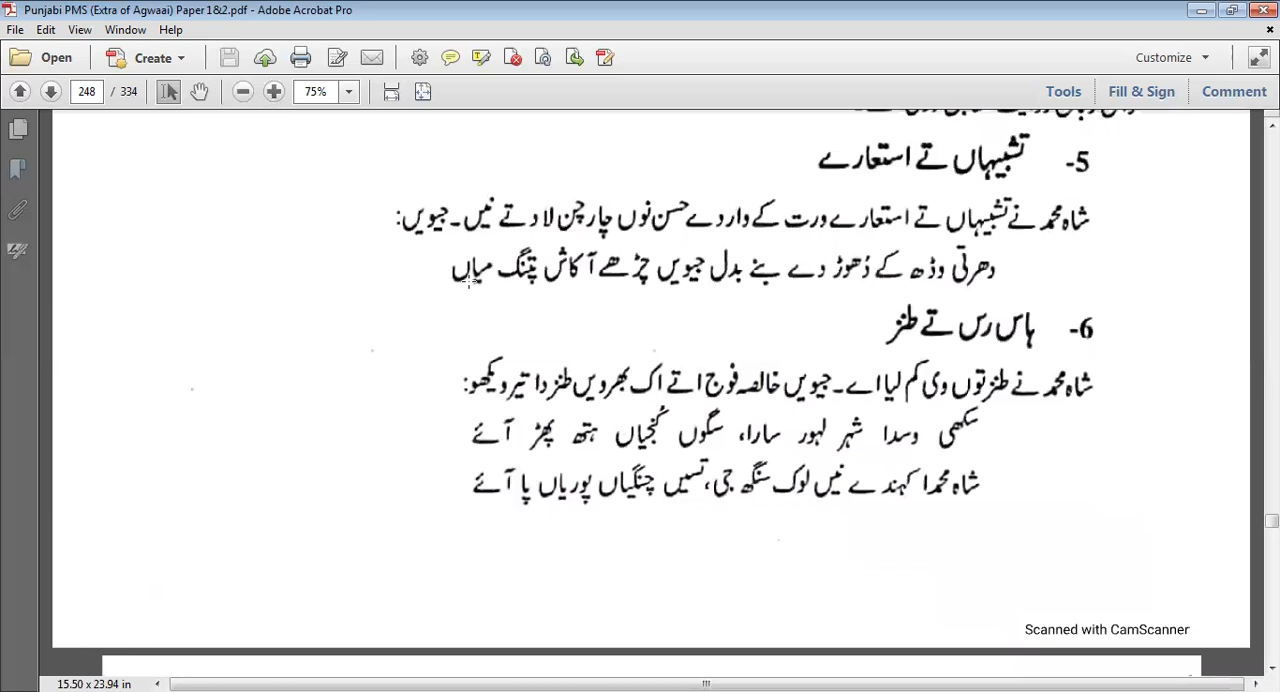 Punjabi PMS (Extra of Agwaai) Paper 1&2.pdf - Adobe Acrobat Pro
File Edit View Window Help
Open Create Customize
248 / 334 75% Tools Fill & Sign Comment
5- تشبیہاں تے استعارے
شاہ محمد نے تشبیہاں تے استعارے ورت کے وار دے حسن نوں چار چن لا دتے نیں۔ جیویں:
دھرتی وڈھ کے دُھوڑ دے بنے بدل جیویں چڑھے آکاش پتنگ میاں
6- ہاس رس تے طنز
شاہ محمد نے طنز توں وی کم لیا اے۔ جیویں خالصہ فوج اتے اک بھرویں طنز دا تیر ویکھو:
سکھی وسدا شہر لہور سارا، سگوں کُنجیاں ہتھ پھڑ آئے
شاہ محمدا کہندے نیں لوک سنگھ جی، تسیں چنگیاں پوریاں پا آئے
Scanned with CamScanner
15.50 x 23.94 in